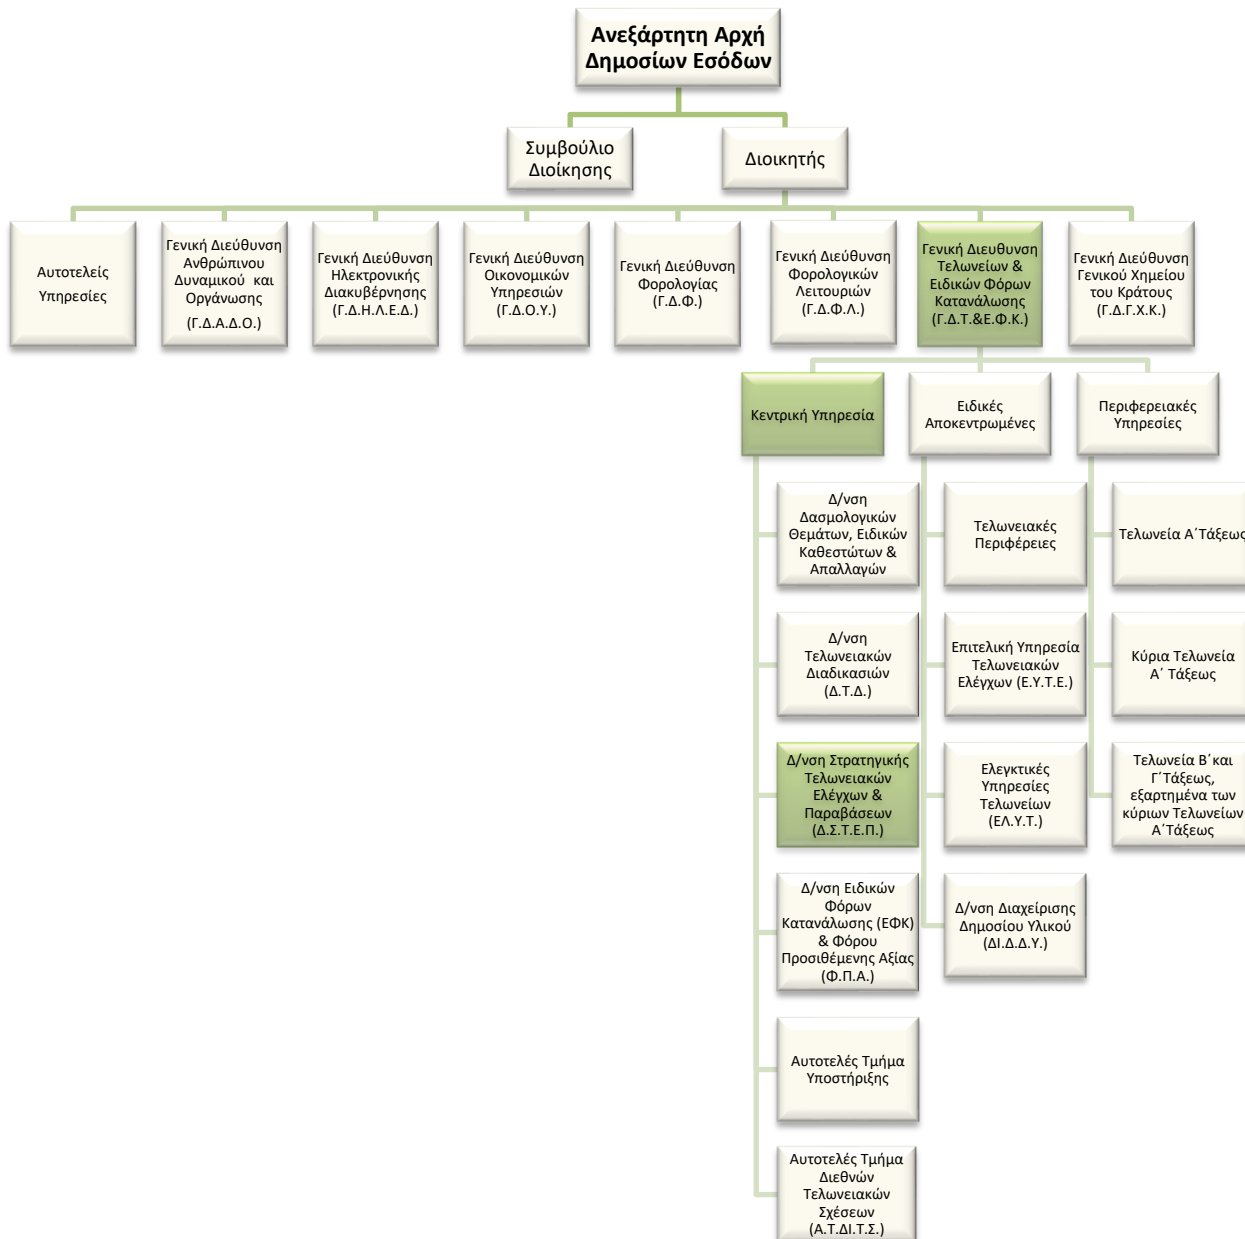 Ανεξάρτητη Αρχή
Δημοσίων Εσόδων
Συμβούλιο
Διοίκησης
Διοικητής
Αυτοτελείς
Υπηρεσίες
Γενική Διεύθυνση
Ανθρώπινου
Δυναμικού και
Οργάνωσης
(Γ.Δ.Α.Δ.Ο.)
Γενική Διεύθυνση
Ηλεκτρονικής
Διακυβέρνησης
(Γ.Δ.Η.Λ.Ε.Δ.)
Γενική Διεύθυνση
Οικονομικών
Υπηρεσιών
(Γ.Δ.Ο.Υ.)
Γενική Διεύθυνση
Φορολογίας
(Γ.Δ.Φ.)
Γενική Διεύθυνση
Φορολογικών
Λειτουριών
(Γ.Δ.Φ.Λ.)
Γενική Διευθυνση
Τελωνείων &
Ειδικών Φόρων
Κατανάλωσης
(Γ.Δ.Τ.&Ε.Φ.Κ.)
Γενική Διεύθυνση
Γενικού Χημείου
του Κράτους
(Γ.Δ.Γ.Χ.Κ.)
Κεντρική Υπηρεσία
Ειδικές
Αποκεντρωμένες
Περιφερειακές
Υπηρεσίες
Δ/νση
Δασμολογικών
Θεμάτων, Ειδικών
Καθεστώτων &
Απαλλαγών
Δ/νση
Τελωνειακών
Διαδικασιών
(Δ.Τ.Δ.)
Δ/νση Στρατηγικής
Τελωνειακών
Ελέγχων &
Παραβάσεων
(Δ.Σ.Τ.Ε.Π.)
Δ/νση Ειδικών
Φόρων
Κατανάλωσης (ΕΦΚ)
& Φόρου
Προσιθέμενης Αξίας
(Φ.Π.Α.)
Αυτοτελές Τμήμα
Υποστήριξης
Αυτοτελές Τμήμα
Διεθνών
Τελωνειακών
Σχέσεων
(Α.Τ.ΔΙ.Τ.Σ.)
Τελωνειακές
Περιφέρειες
Επιτελική Υπηρεσία
Τελωνειακών
Ελέγχων (Ε.Υ.Τ.Ε.)
Ελεγκτικές
Υπηρεσίες
Τελωνείων
(ΕΛ.Υ.Τ.)
Δ/νση Διαχείρισης
Δημοσίου Υλικού
(ΔΙ.Δ.Δ.Υ.)
Τελωνεία Α΄Τάξεως
Κύρια Τελωνεία
Α΄ Τάξεως
Τελωνεία Β΄και
Γ΄Τάξεως,
εξαρτημένα των
κύριων Τελωνείων
Α΄Τάξεως